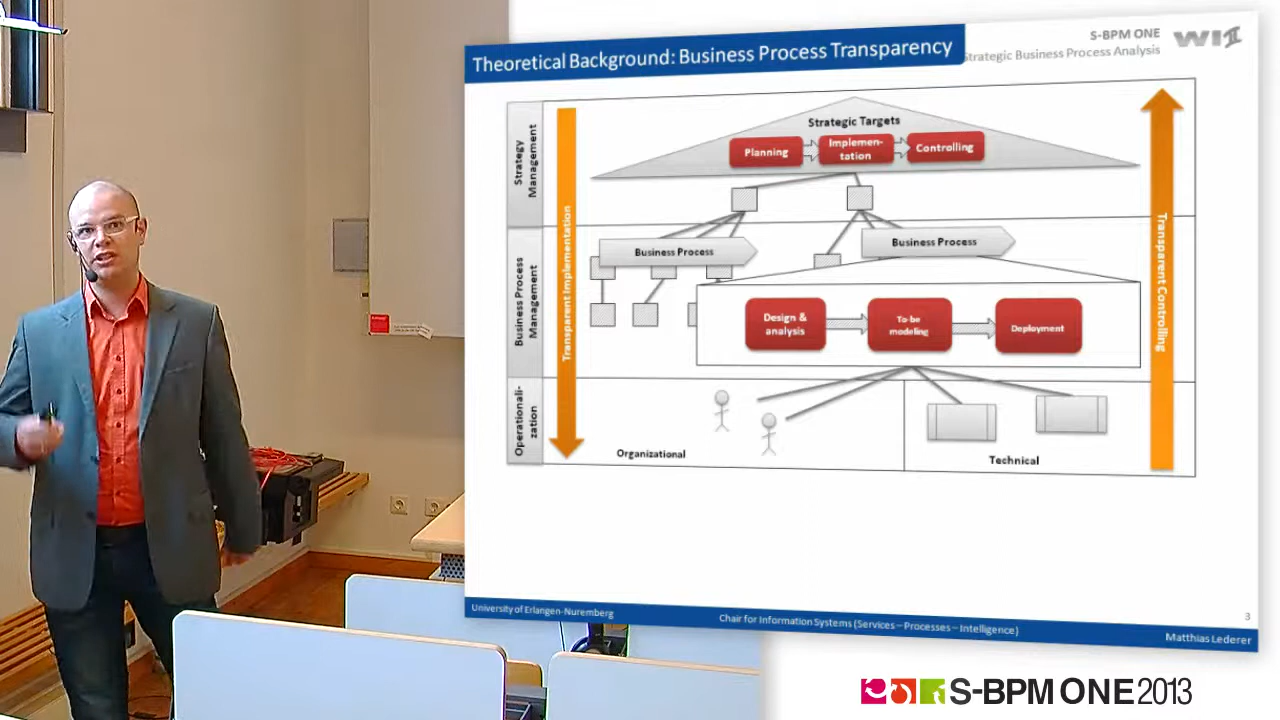 Theoretical Background: Business Process Transparency
S-BPM ONE
Strategic Business Process Analysis
WI II
Strategy
Management
Strategic Targets
Planning
Implemen-
tation
Controlling
Transparent Implementation
Transparent Controlling
Business Process
Management
Business Process
Business Process
Design &
analysis
To-be
modeling
Deployment
Operationali-
zation
Organizational
Technical
University of Erlangen-Nuremberg
Chair for Information Systems (Services – Processes – Intelligence)
3
Matthias Lederer
S-BPM ONE 2013